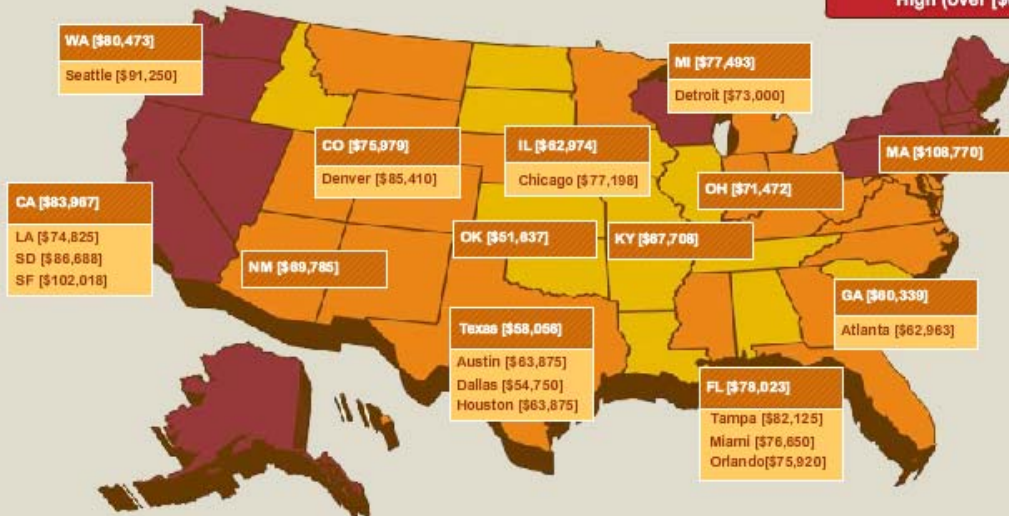 High (over [$
WA [$80,473]
Seattle [$91,250]
MI [$77,493]
Detroit [$73,000]
CO [$75,979]
Denver [$85,410]
IL [$62,974]
Chicago [$77,198]
MA [$108,770]
OH [$71,472]
CA [$83,967]
LA [$74,825]
SD [$86,688]
SF [$102,018]
OK [$51,637]
KY [$67,708]
NM [$69,785]
GA [$60,339]
Atlanta [$62,963]
Texas [$58,056]
Austin [$63,875]
Dallas [$54,750]
Houston [$63,875]
FL [$78,023]
Tampa [$82,125]
Miami [$76,650]
Orlando[$75,920]